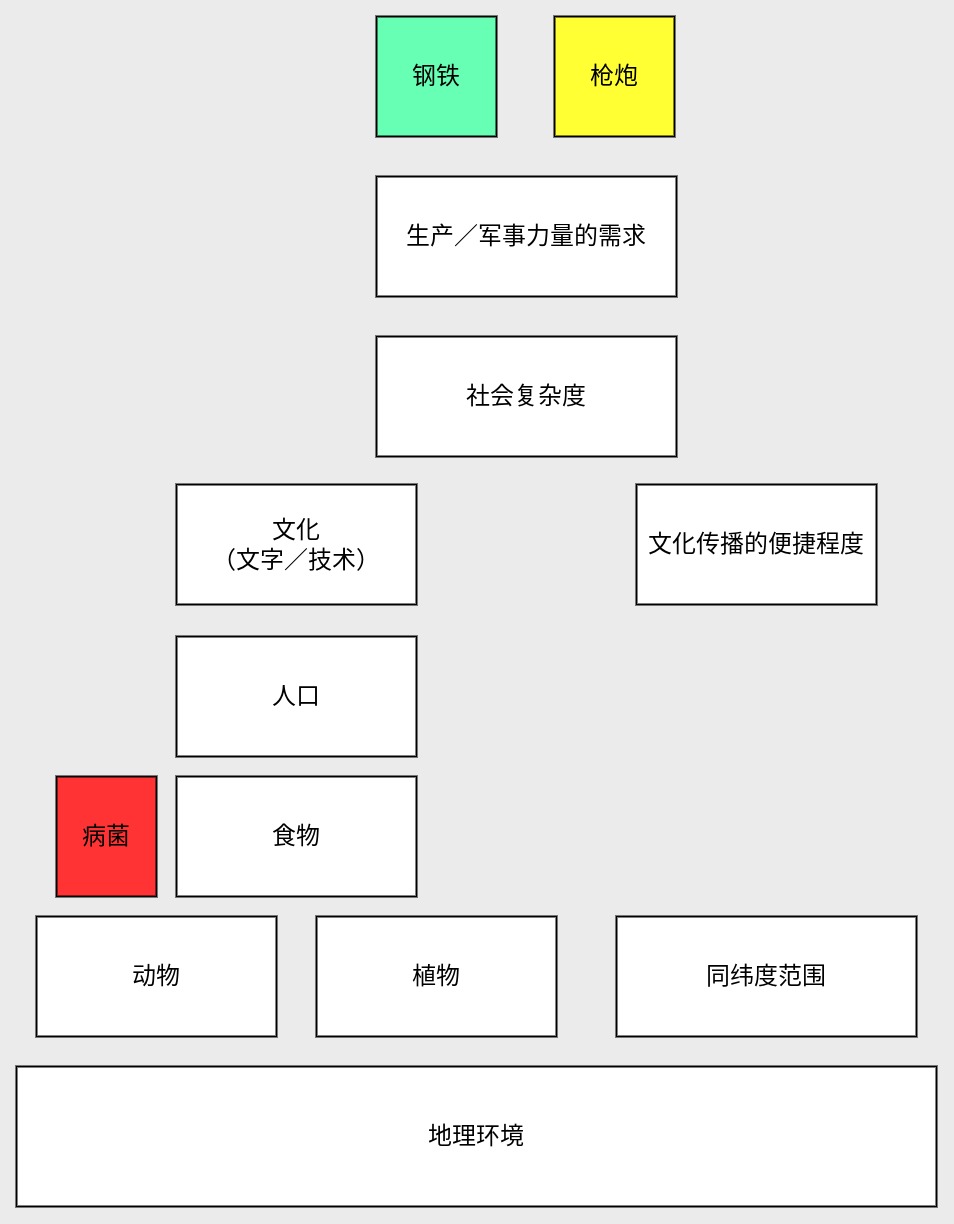 钢铁
枪炮
生产／军事力量的需求
社会复杂度
文化
（文字／技术）
文化传播的便捷程度
人口
病菌
食物
动物
植物
同纬度范围
地理环境